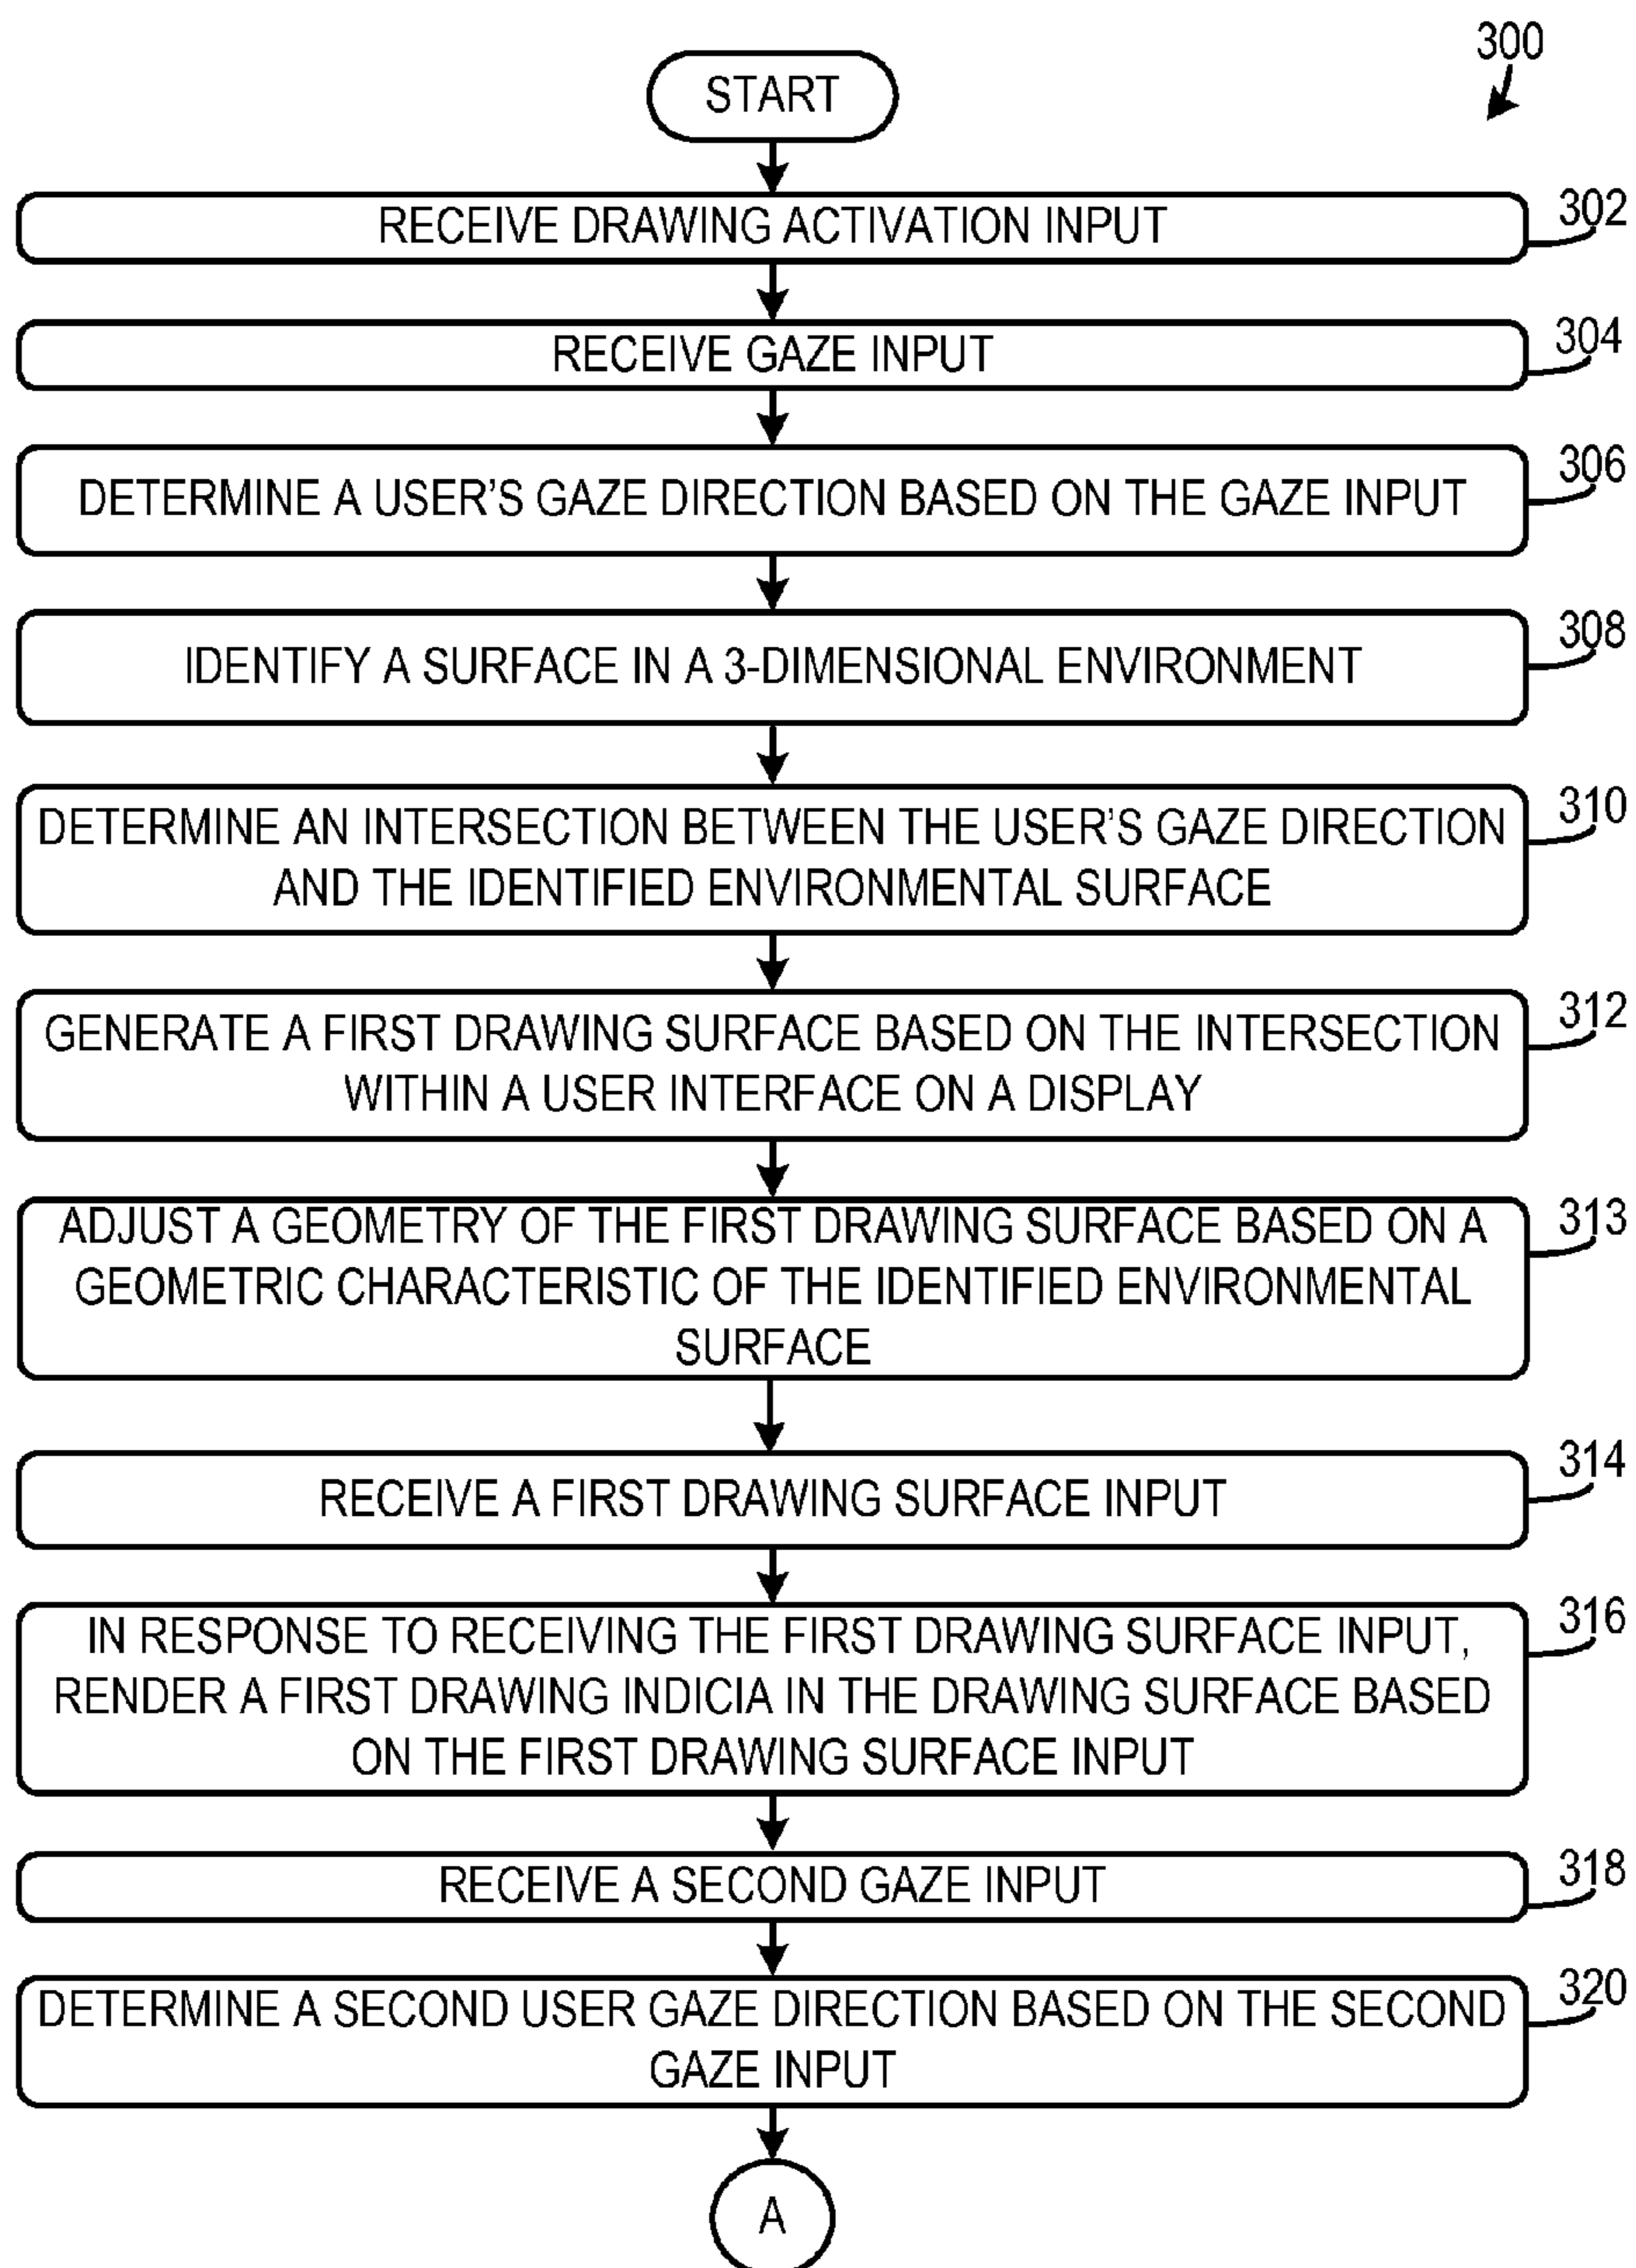 300
START
RECEIVE DRAWING ACTIVATION INPUT
302
RECEIVE GAZE INPUT
304
DETERMINE A USER'S GAZE DIRECTION BASED ON THE GAZE INPUT
306
IDENTIFY A SURFACE IN A 3-DIMENSIONAL ENVIRONMENT
308
DETERMINE AN INTERSECTION BETWEEN THE USER'S GAZE DIRECTION
AND THE IDENTIFIED ENVIRONMENTAL SURFACE
310
GENERATE A FIRST DRAWING SURFACE BASED ON THE INTERSECTION
WITHIN A USER INTERFACE ON A DISPLAY
312
ADJUST A GEOMETRY OF THE FIRST DRAWING SURFACE BASED ON A
GEOMETRIC CHARACTERISTIC OF THE IDENTIFIED ENVIRONMENTAL
SURFACE
313
RECEIVE A FIRST DRAWING SURFACE INPUT
314
IN RESPONSE TO RECEIVING THE FIRST DRAWING SURFACE INPUT,
RENDER A FIRST DRAWING INDICIA IN THE DRAWING SURFACE BASED
ON THE FIRST DRAWING SURFACE INPUT
316
RECEIVE A SECOND GAZE INPUT
318
DETERMINE A SECOND USER GAZE DIRECTION BASED ON THE SECOND
GAZE INPUT
320
A